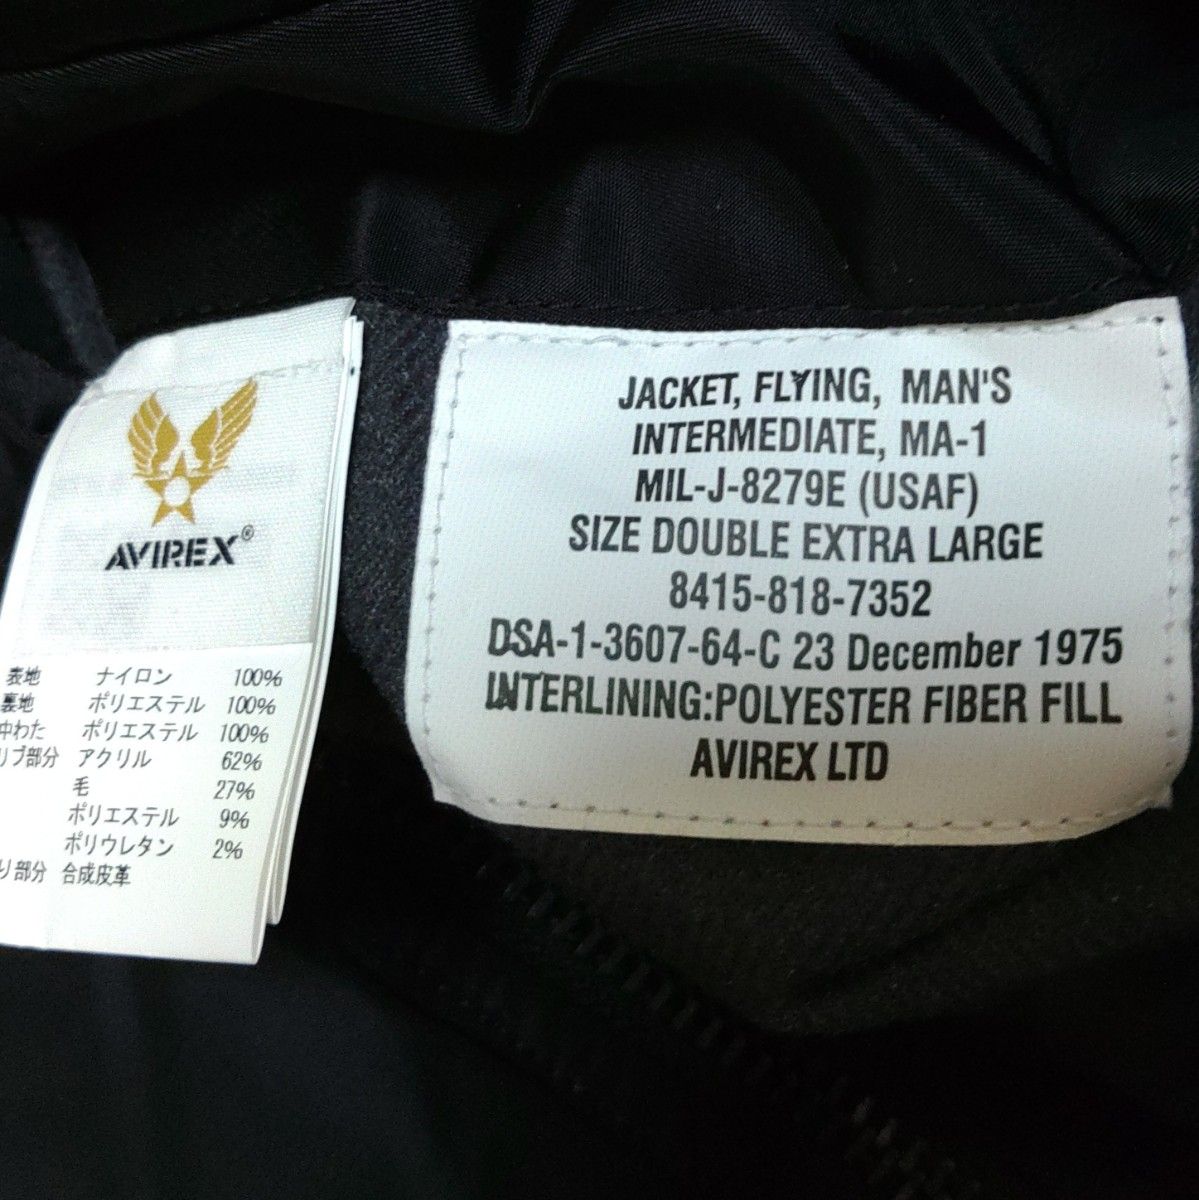 AVIREX®
表地 ナイロン 100%
裏地 ポリエステル 100%
中わた ポリエステル 100%
リブ部分 アクリル 62%
毛 27%
ポリエステル 9%
ポリウレタン 2%
部分 合成皮革
JACKET, FLYING, MAN'S
INTERMEDIATE, MA-1
MIL-J-8279E (USAF)
SIZE DOUBLE EXTRA LARGE
8415-818-7352
DSA-1-3607-64-C 23 December 1975
INTERLINING:POLYESTER FIBER FILL
AVIREX LTD